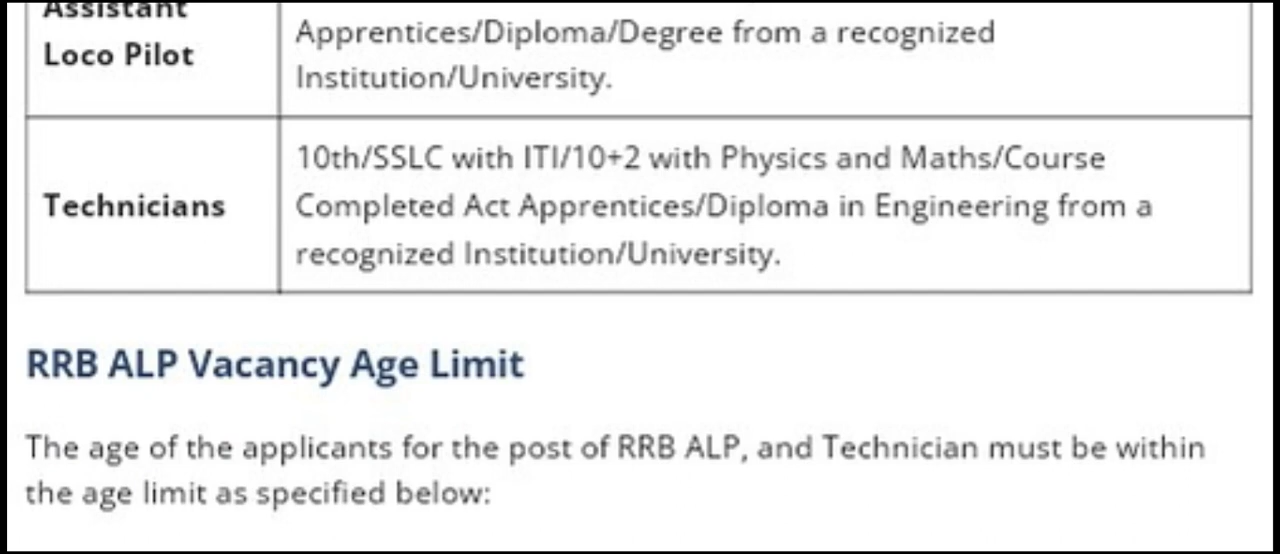 Assistant
Loco Pilot
Apprentices/Diploma/Degree from a recognized
Institution/University.
Technicians
10th/SSLC with ITI/10+2 with Physics and Maths/Course
Completed Act Apprentices/Diploma in Engineering from a
recognized Institution/University.
RRB ALP Vacancy Age Limit
The age of the applicants for the post of RRB ALP, and Technician must be within
the age limit as specified below: